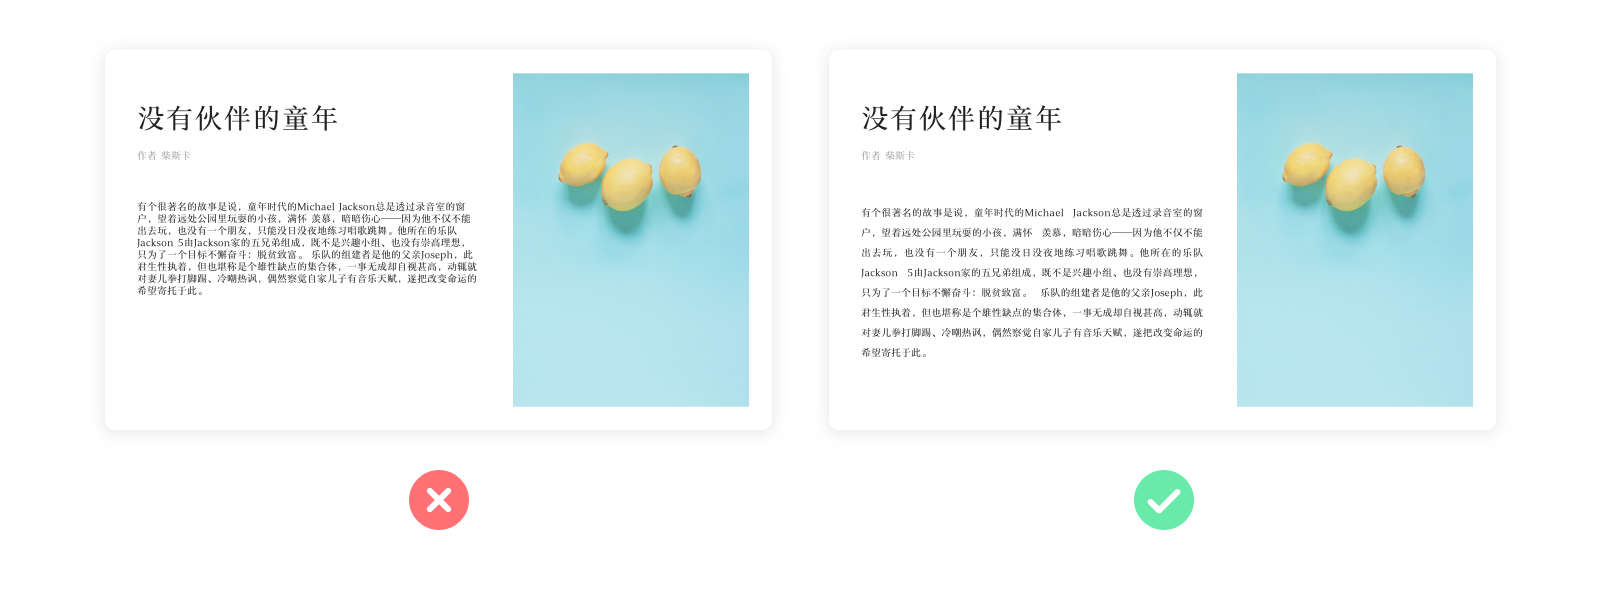 没有伙伴的童年
作者 柴斯卡
有个很著名的故事是说，童年时代的Michael Jackson总是透过录音室的窗
户，望着远处公园里玩耍的小孩，满怀 羡慕，暗暗伤心——因为他不仅不能
出去玩，也没有一个朋友，只能没日没夜地练习唱歌跳舞。他所在的乐队
Jackson 5由Jackson家的五兄弟组成，既不是兴趣小组、也没有崇高理想，
只为了一个目标不懈奋斗：脱贫致富。 乐队的组建者是他的父亲Joseph，此
君生性执着，但也堪称是个雄性缺点的集合体，一事无成却自视甚高，动辄就
对妻儿拳打脚踢、冷嘲热讽，偶然察觉自家儿子有音乐天赋，遂把改变命运的
希望寄托于此。
没有伙伴的童年
作者 柴斯卡
有个很著名的故事是说，童年时代的Michael Jackson总是透过录音室的窗
户，望着远处公园里玩耍的小孩，满怀 羡慕，暗暗伤心——因为他不仅不能
出去玩，也没有一个朋友，只能没日没夜地练习唱歌跳舞。他所在的乐队
Jackson 5由Jackson家的五兄弟组成，既不是兴趣小组、也没有崇高理想，
只为了一个目标不懈奋斗：脱贫致富。 乐队的组建者是他的父亲Joseph，此
君生性执着，但也堪称是个雄性缺点的集合体，一事无成却自视甚高，动辄就
对妻儿拳打脚踢、冷嘲热讽，偶然察觉自家儿子有音乐天赋，遂把改变命运的
希望寄托于此。